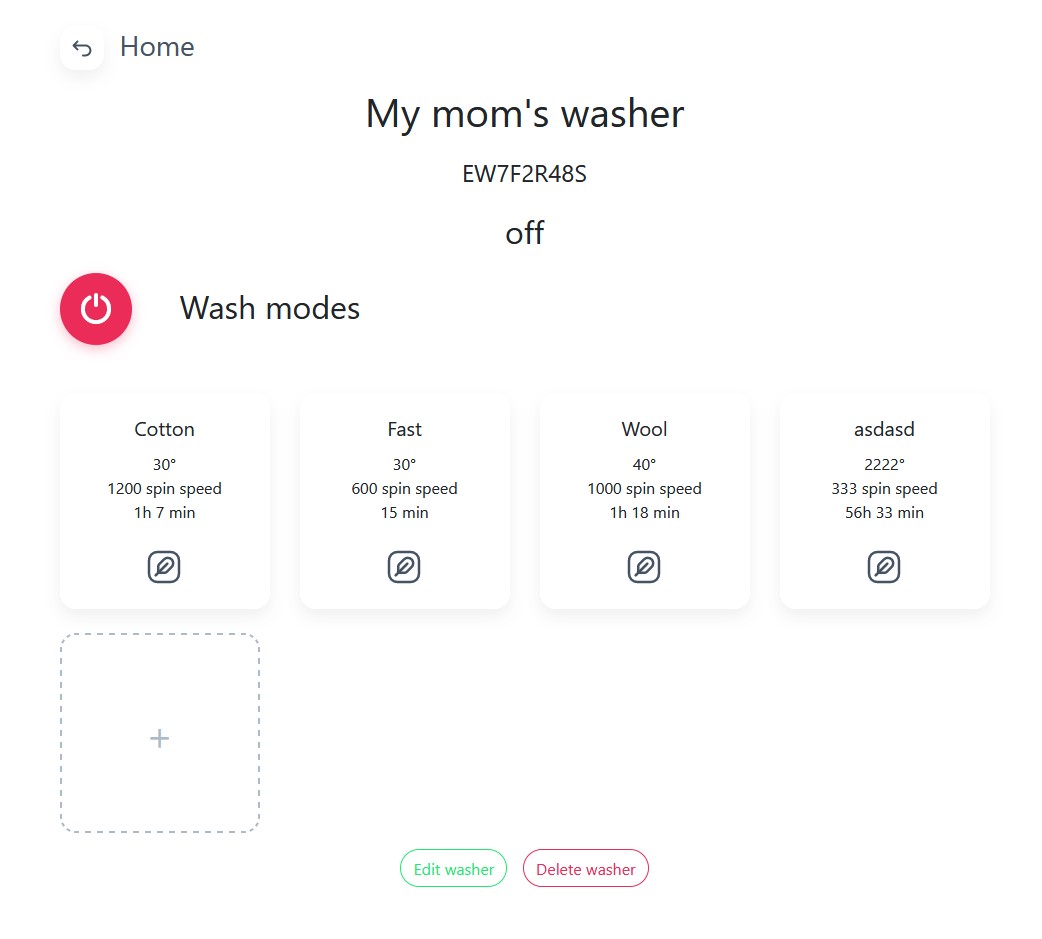 Home
My mom's washer
EW7F2R48S
off
Wash modes
Cotton
30°
1200 spin speed
1h 7 min
Fast
30°
600 spin speed
15 min
Wool
40°
1000 spin speed
1h 18 min
asdasd
2222°
333 spin speed
56h 33 min
+
Edit washer
Delete washer